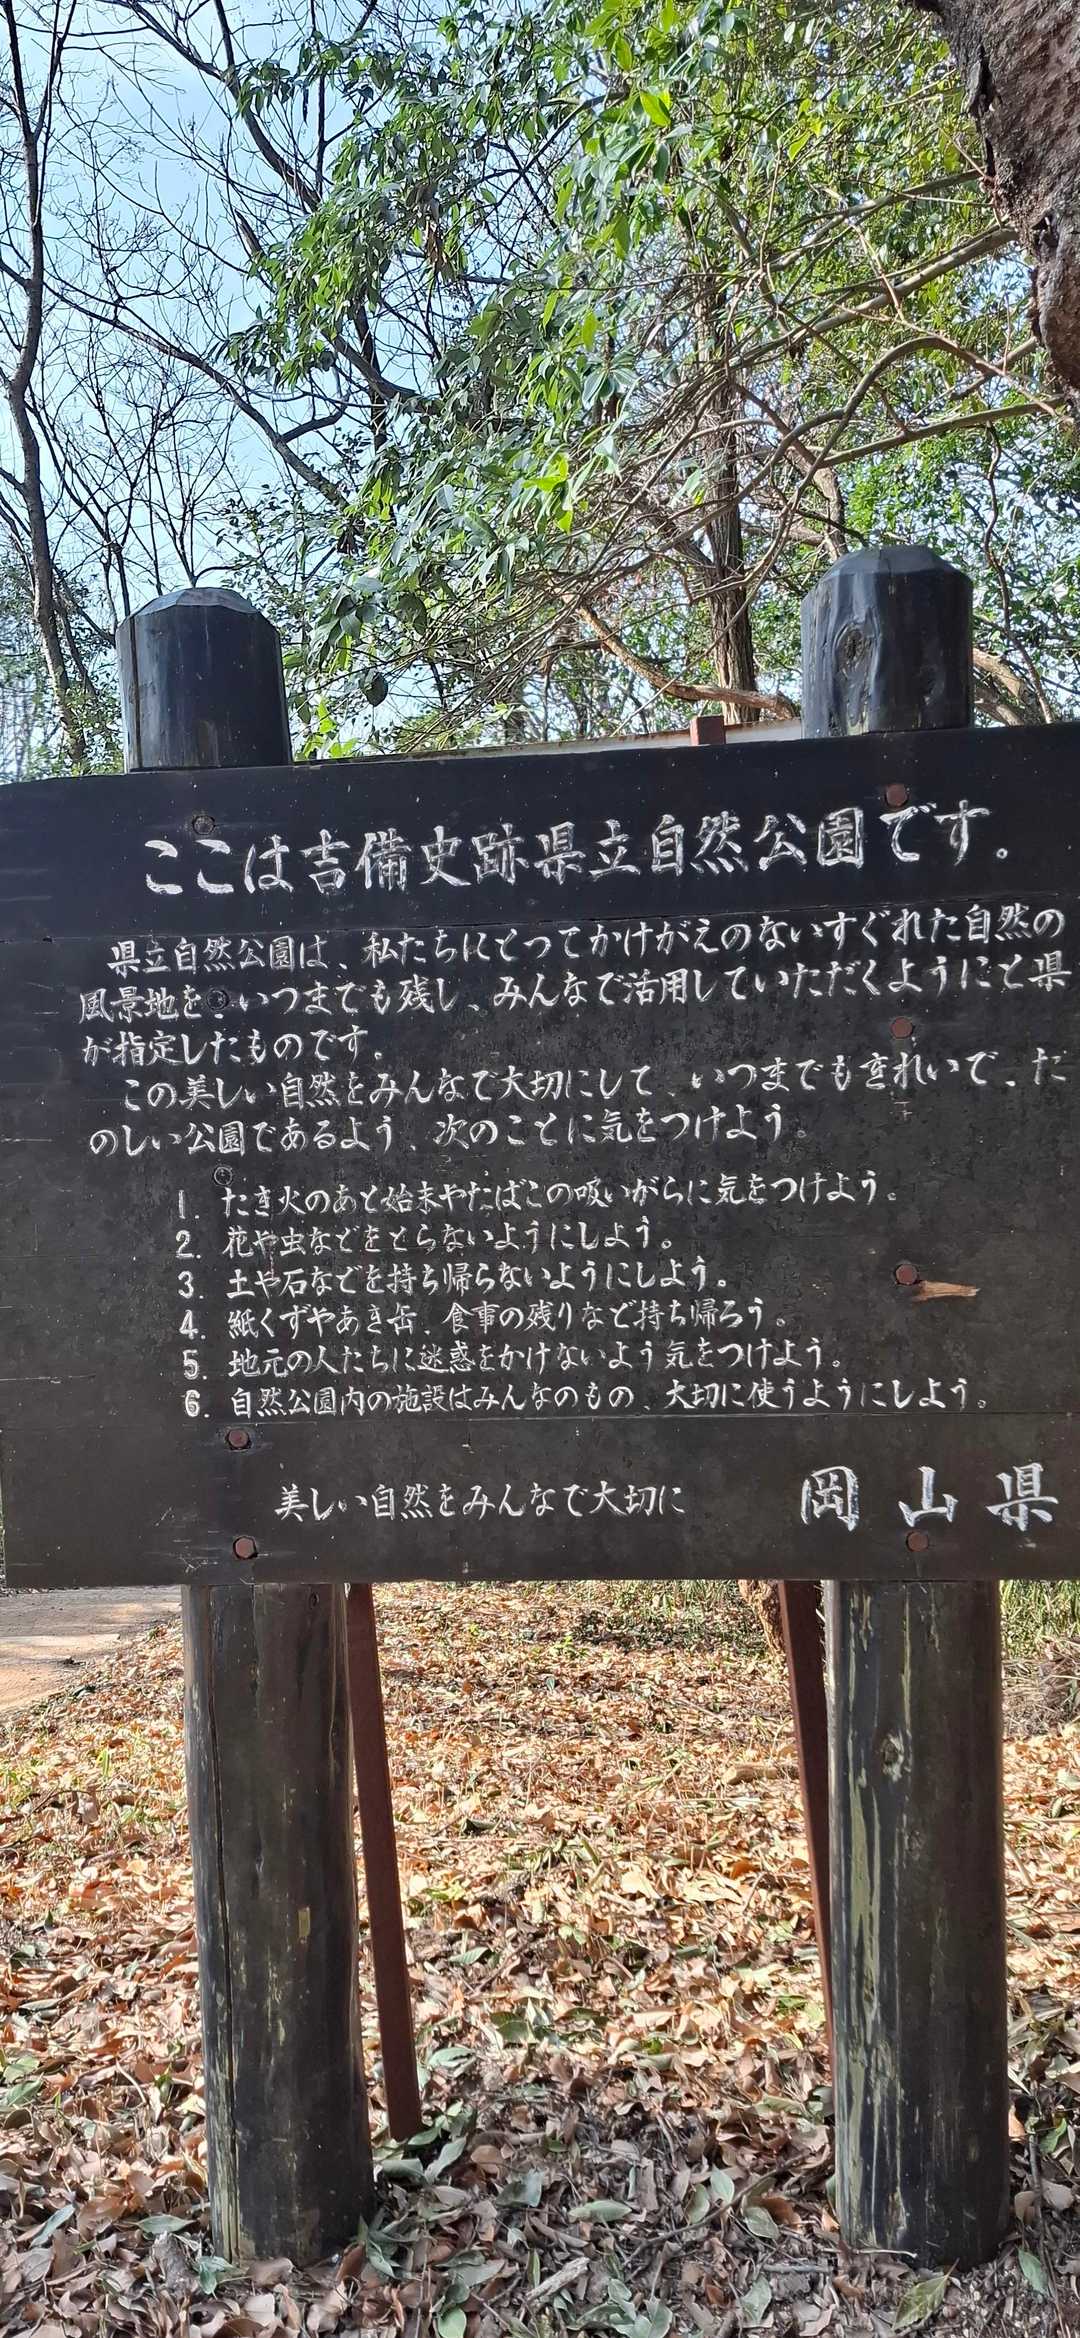 ここは吉備史跡県立自然公園です。
県立自然公園は、私たちにとってかけがえのないすぐれた自然の
風景地を、いつまでも残し、みんなで活用していただくようにと県
が指定したものです。
この美しい自然をみんなで大切にして、いつまでもきれいで、た
のしい公園であるよう、次のことに気をつけよう。
1. たき火のあと始末やたばこの吸いがらに気をつけよう。
2. 花や虫などをとらないようにしよう。
3. 土や石などを持ち帰らないようにしよう。
4. 紙くずやあき缶、食事の残りなど持ち帰ろう。
5. 地元の人たちに迷惑をかけないよう気をつけよう。
6. 自然公園内の施設はみんなのもの、大切に使うようにしよう。
美しい自然をみんなで大切に
岡山県